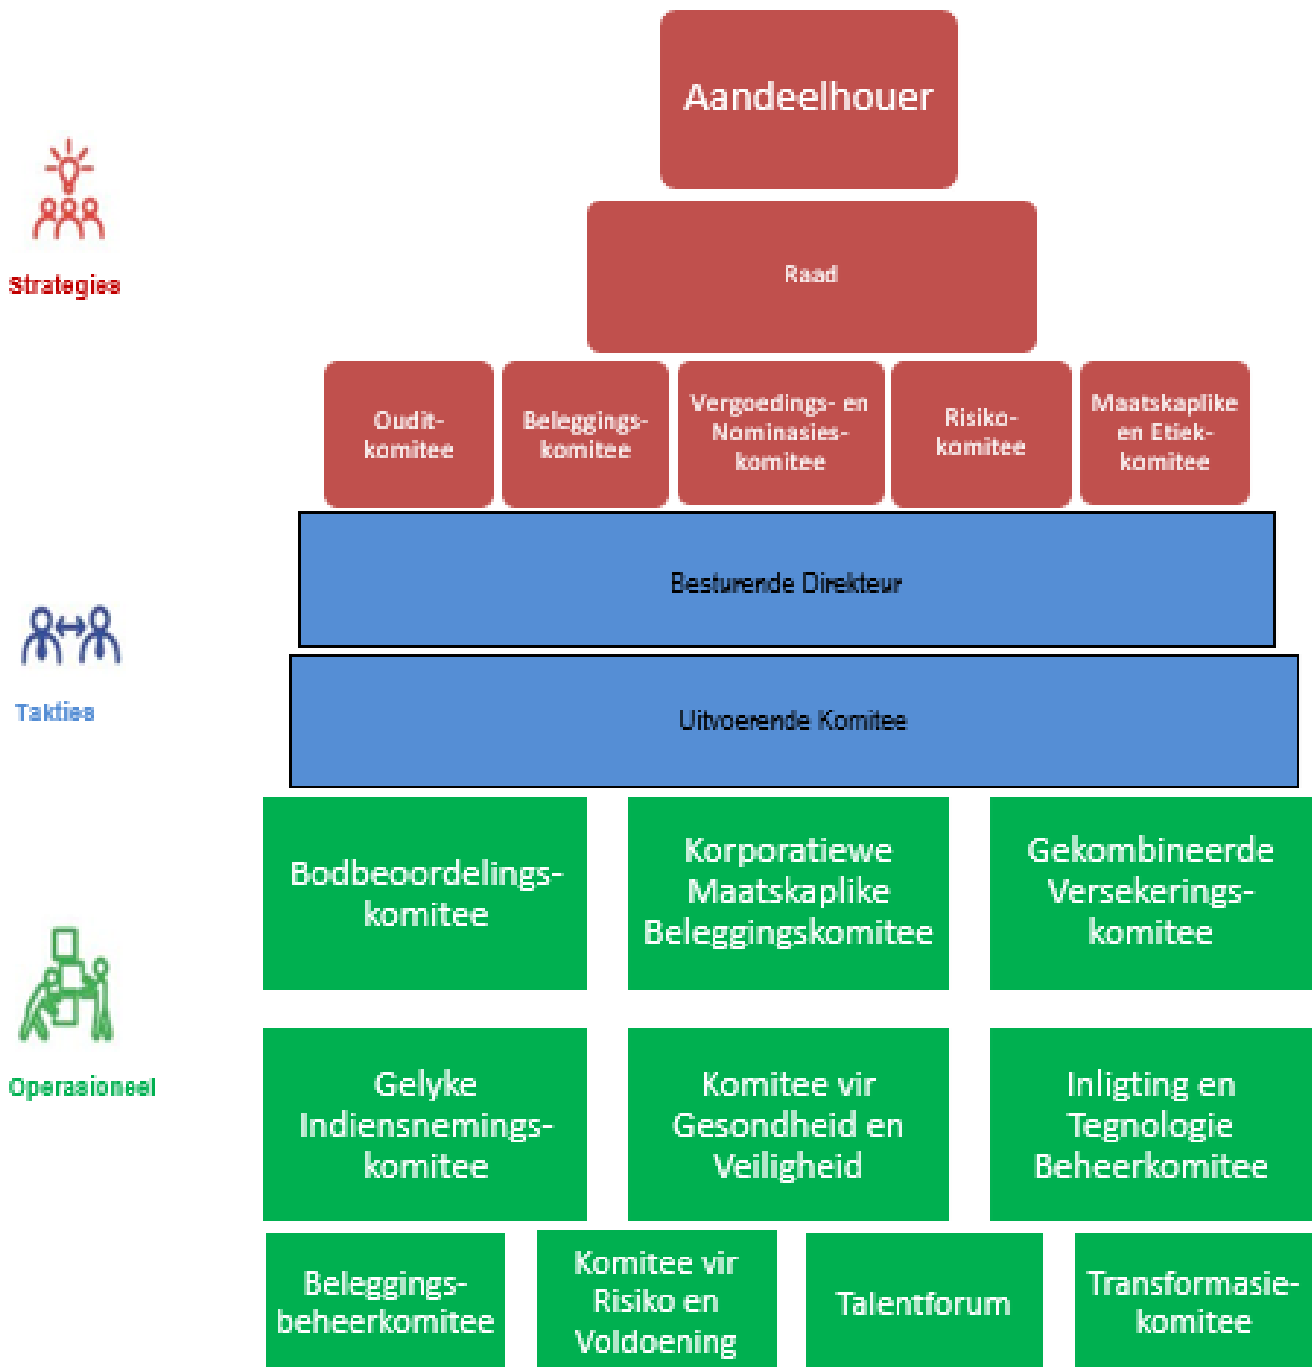 Aandeelhouer
Strategies
Raad
Oudit-
komitee
Beleggings-
komitee
Vergoedings- en
Nominasies-
komitee
Risiko-
komitee
Maatskaplike
en Etiek-
komitee
Besturende Direkteur
Takties
Uitvoerende Komitee
Bodbeoordelings-
komitee
Korporatiewe
Maatskaplike
Beleggingskomitee
Gekombineerde
Versekerings-
komitee
Operasioneel
Gelyke
Indiensnemings-
komitee
Komitee vir
Gesondheid en
Veiligheid
Inligting en
Tegnologie
Beheerkomitee
Beleggings-
beheerkomitee
Komitee vir
Risiko en
Voldoening
Talentforum
Transformasie-
komitee